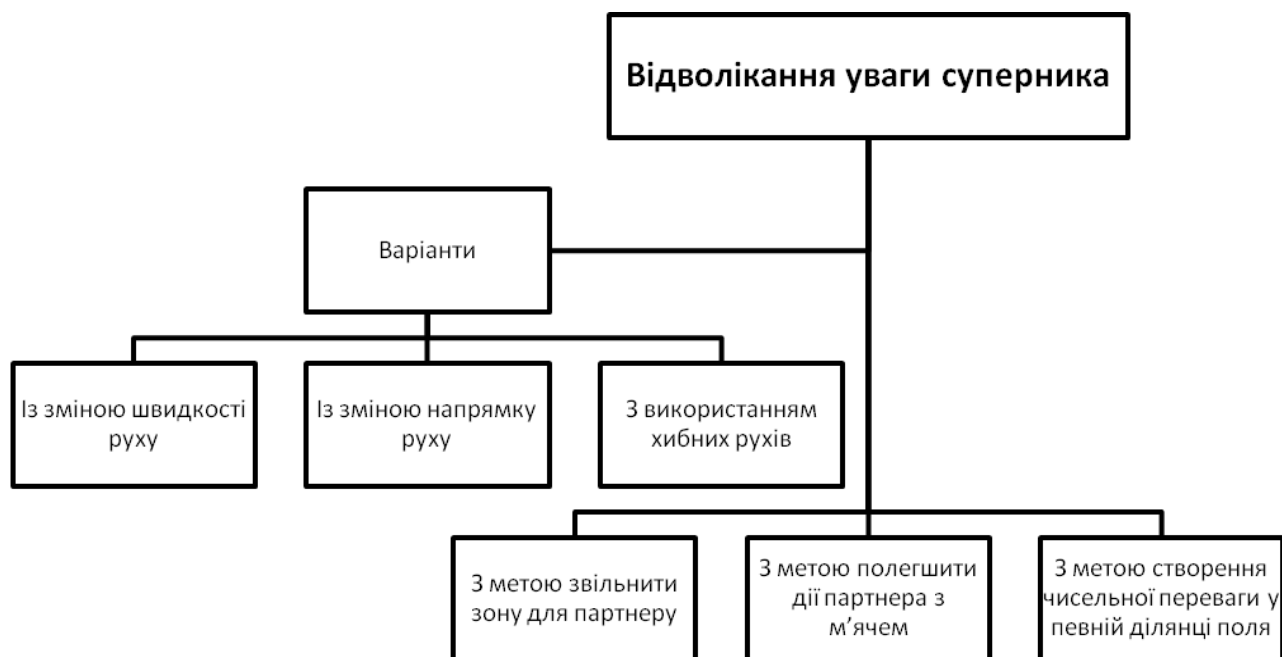 Відволікання уваги суперника
Варіанти
Із зміною швидкості
руху
Із зміною напрямку
руху
З використанням
хибних рухів
З метою звільнити
зону для партнеру
З метою полегшити
дії партнера з
м’ячем
З метою створення
чисельної переваги у
певній ділянці поля